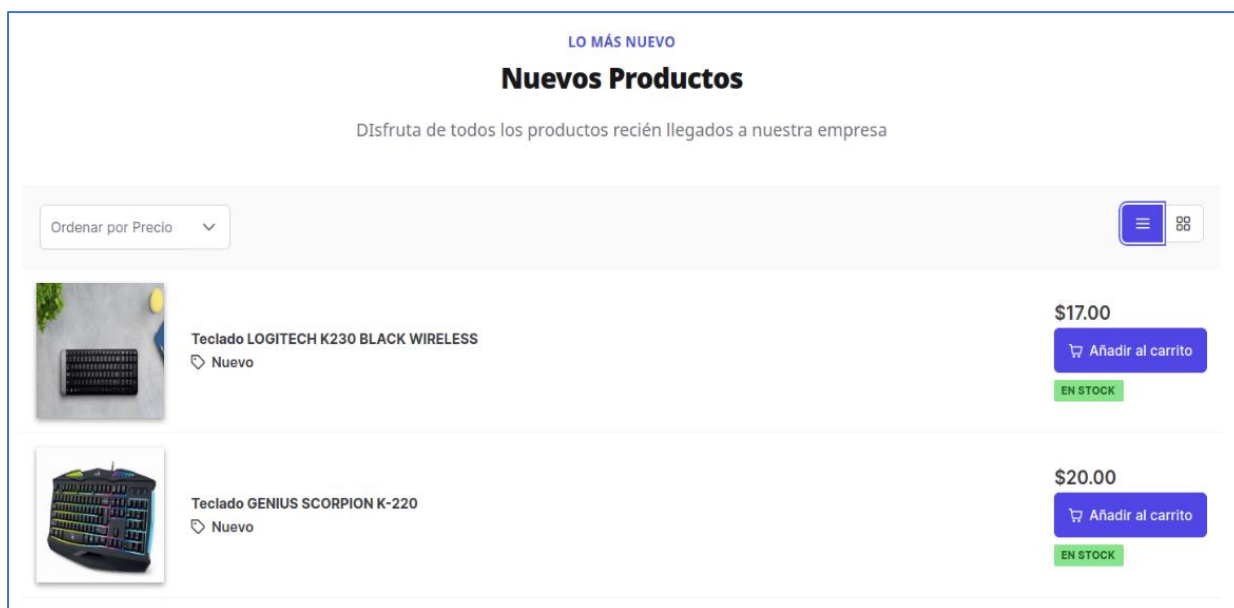 LO MÁS NUEVO
Nuevos Productos
DIsfruta de todos los productos recién llegados a nuestra empresa
Ordenar por Precio
Teclado LOGITECH K230 BLACK WIRELESS
Nuevo
$17.00
Añadir al carrito
EN STOCK
Teclado GENIUS SCORPION K-220
Nuevo
$20.00
Añadir al carrito
EN STOCK